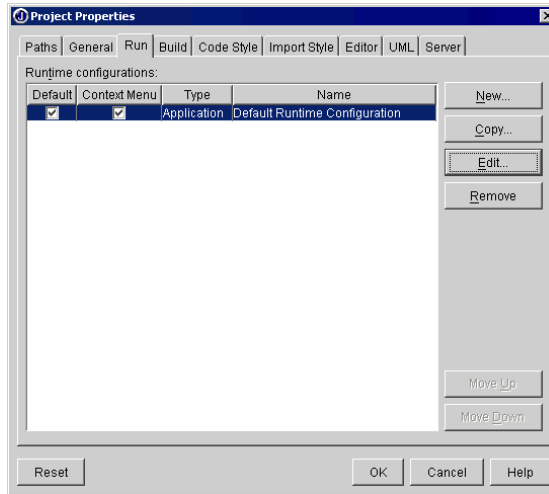 Project Properties
Paths General Run Build Code Style Import Style Editor UML Server
Runtime configurations:
Default Context Menu Type Name
Application Default Runtime Configuration
New...
Copy...
Edit...
Remove
Move Up
Move Down
Reset OK Cancel Help